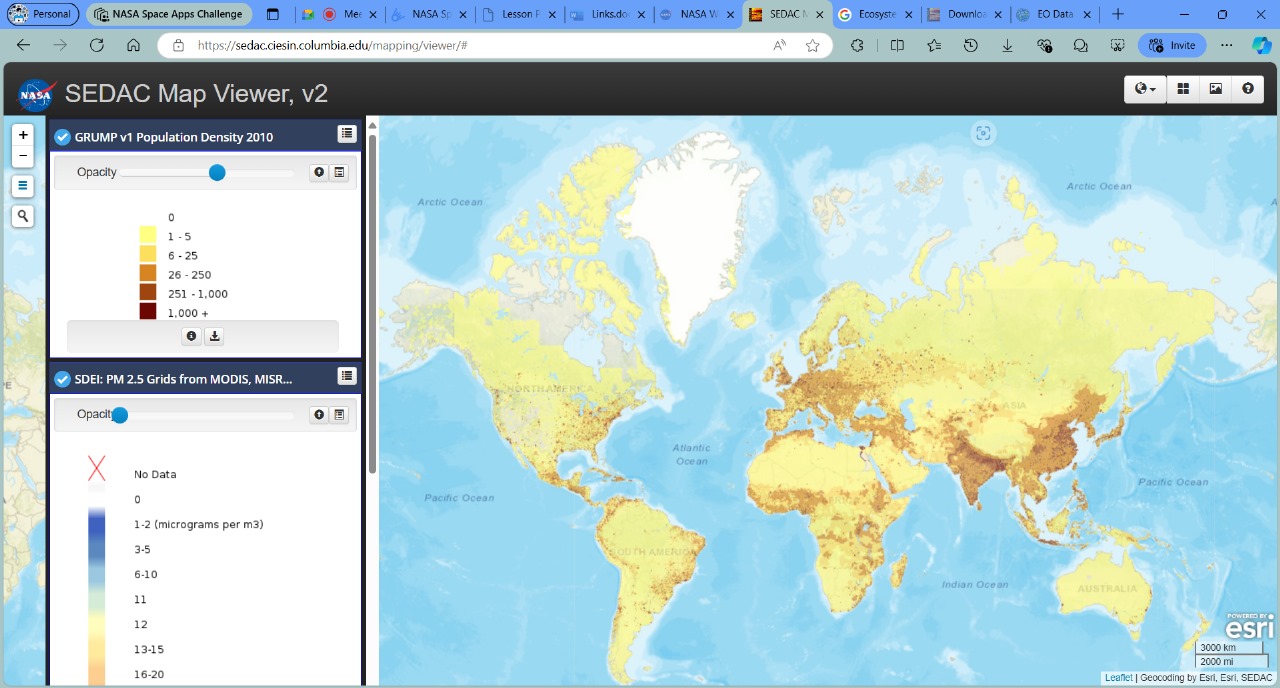 Personal
NASA Space Apps Challenge
Mee
NASA Sp
Lesson P
Links.do
NASA W
SEDAC M
Ecosyste
Downloa
EO Data
https://sedac.ciesin.columbia.edu/mapping/viewer/#
Invite
NASA
SEDAC Map Viewer, v2
+
−
GRUMP v1 Population Density 2010
Opacity
0
1 - 5
6 - 25
26 - 250
251 - 1,000
1,000 +
SDEI: PM 2.5 Grids from MODIS, MISR...
Opacity
No Data
0
1-2 (micrograms per m3)
3-5
6-10
11
12
13-15
16-20
Arctic Ocean
Arctic Ocean
A
NORTH AMERICA
ASIA
Atlantic
Ocean
Pacific Ocean
Pacific Ocean
SOUTH AMERICA
Indian Ocean
AUSTRALIA
POWERED BY
esri
3000 km
2000 mi
Leaflet | Geocoding by Esri, Esri, SEDAC